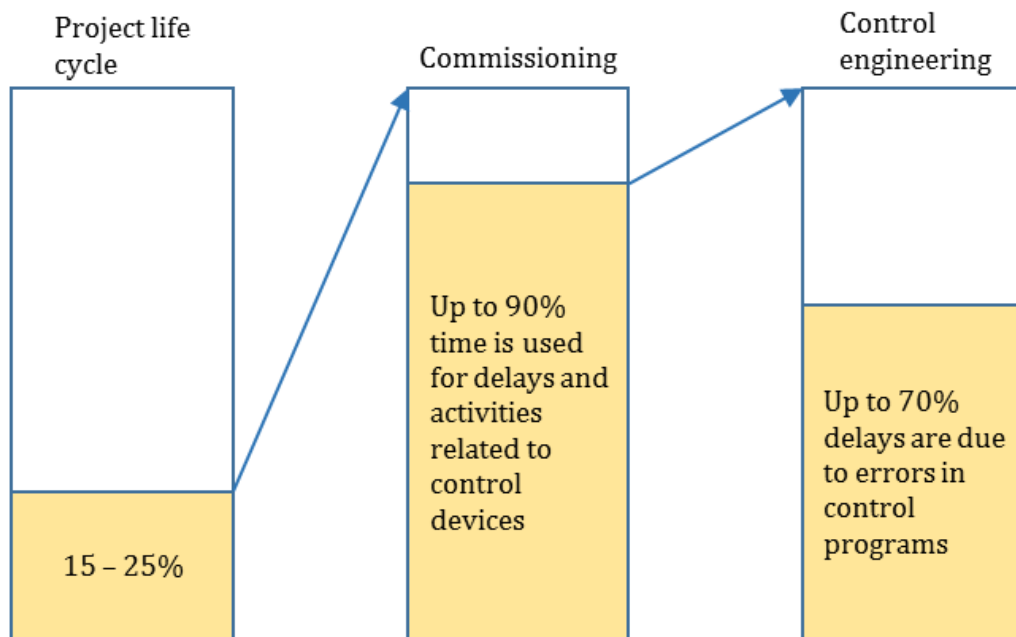 Project life
cycle
Commissioning
Control
engineering
15 – 25%
Up to 90%
time is used
for delays and
activities
related to
control
devices
Up to 70%
delays are due
to errors in
control
programs